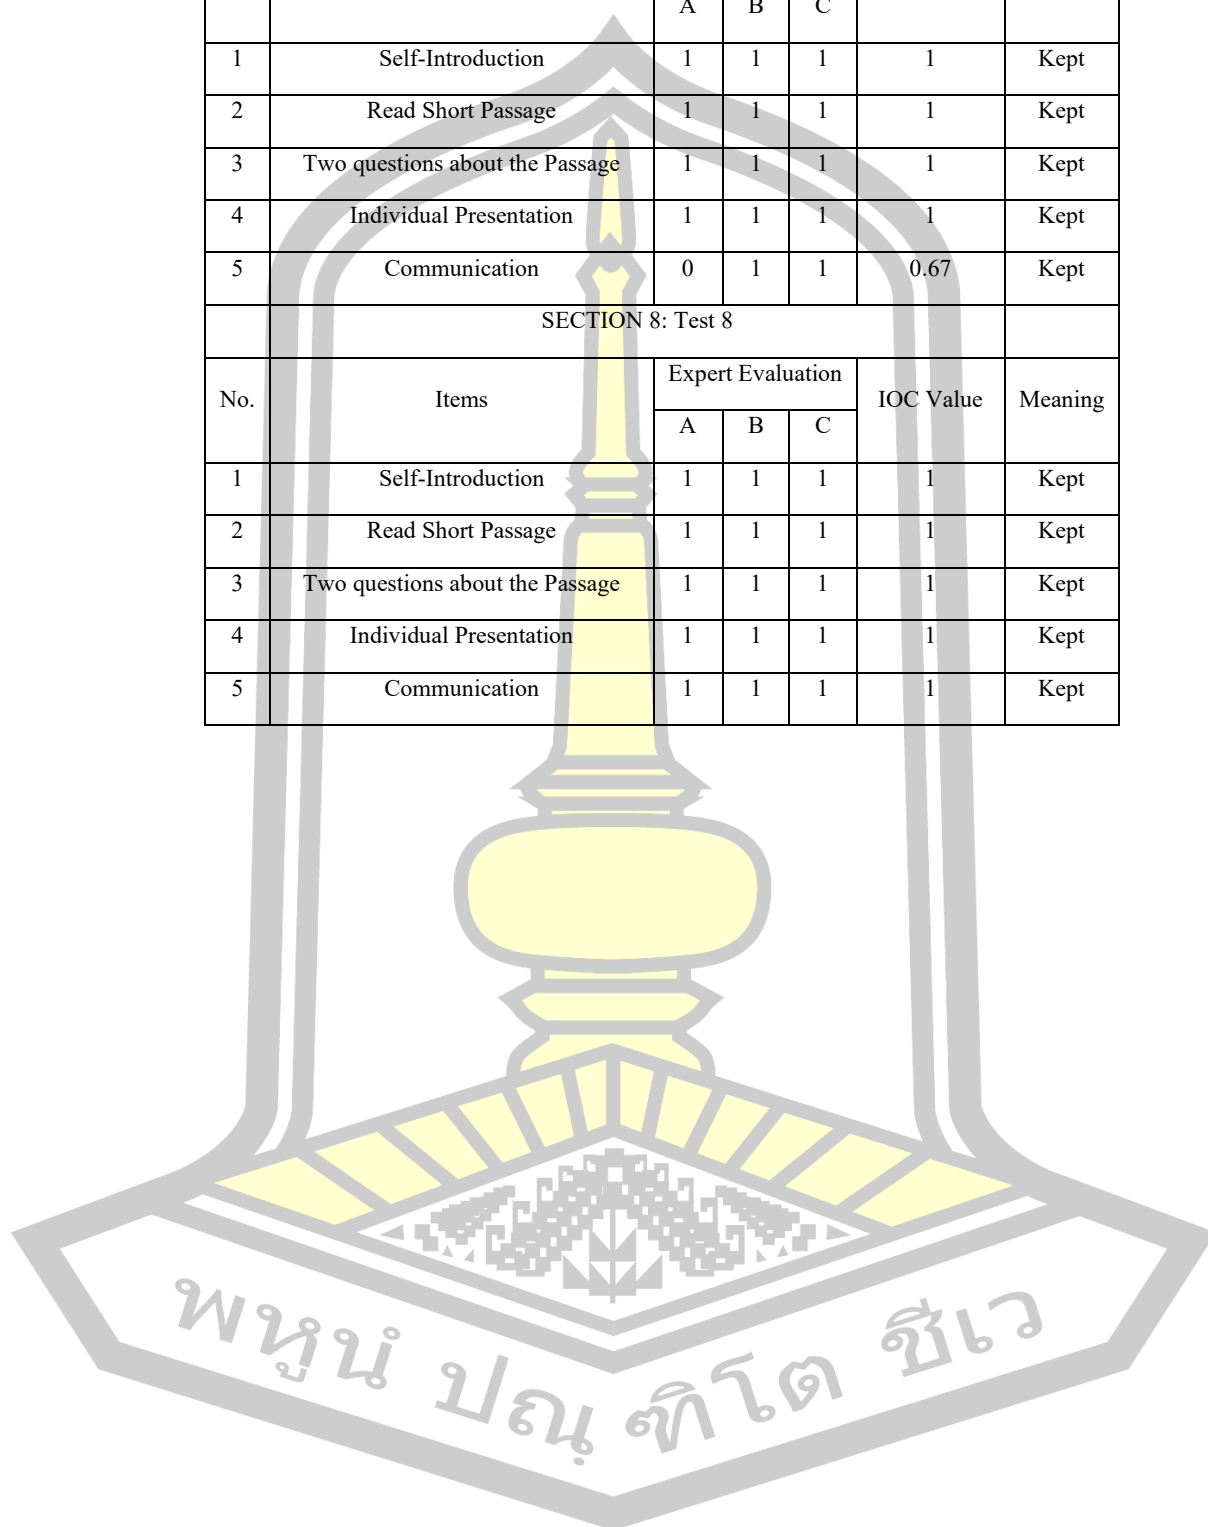 A B C
1 Self-Introduction 1 1 1 1 Kept
2 Read Short Passage 1 1 1 1 Kept
3 Two questions about the Passage 1 1 1 1 Kept
4 Individual Presentation 1 1 1 1 Kept
5 Communication 0 1 1 0.67 Kept
SECTION 8: Test 8
No. Items Expert Evaluation IOC Value Meaning
A B C
1 Self-Introduction 1 1 1 1 Kept
2 Read Short Passage 1 1 1 1 Kept
3 Two questions about the Passage 1 1 1 1 Kept
4 Individual Presentation 1 1 1 1 Kept
5 Communication 1 1 1 1 Kept
พหูนํ ปณฺฑิโต ชีเว